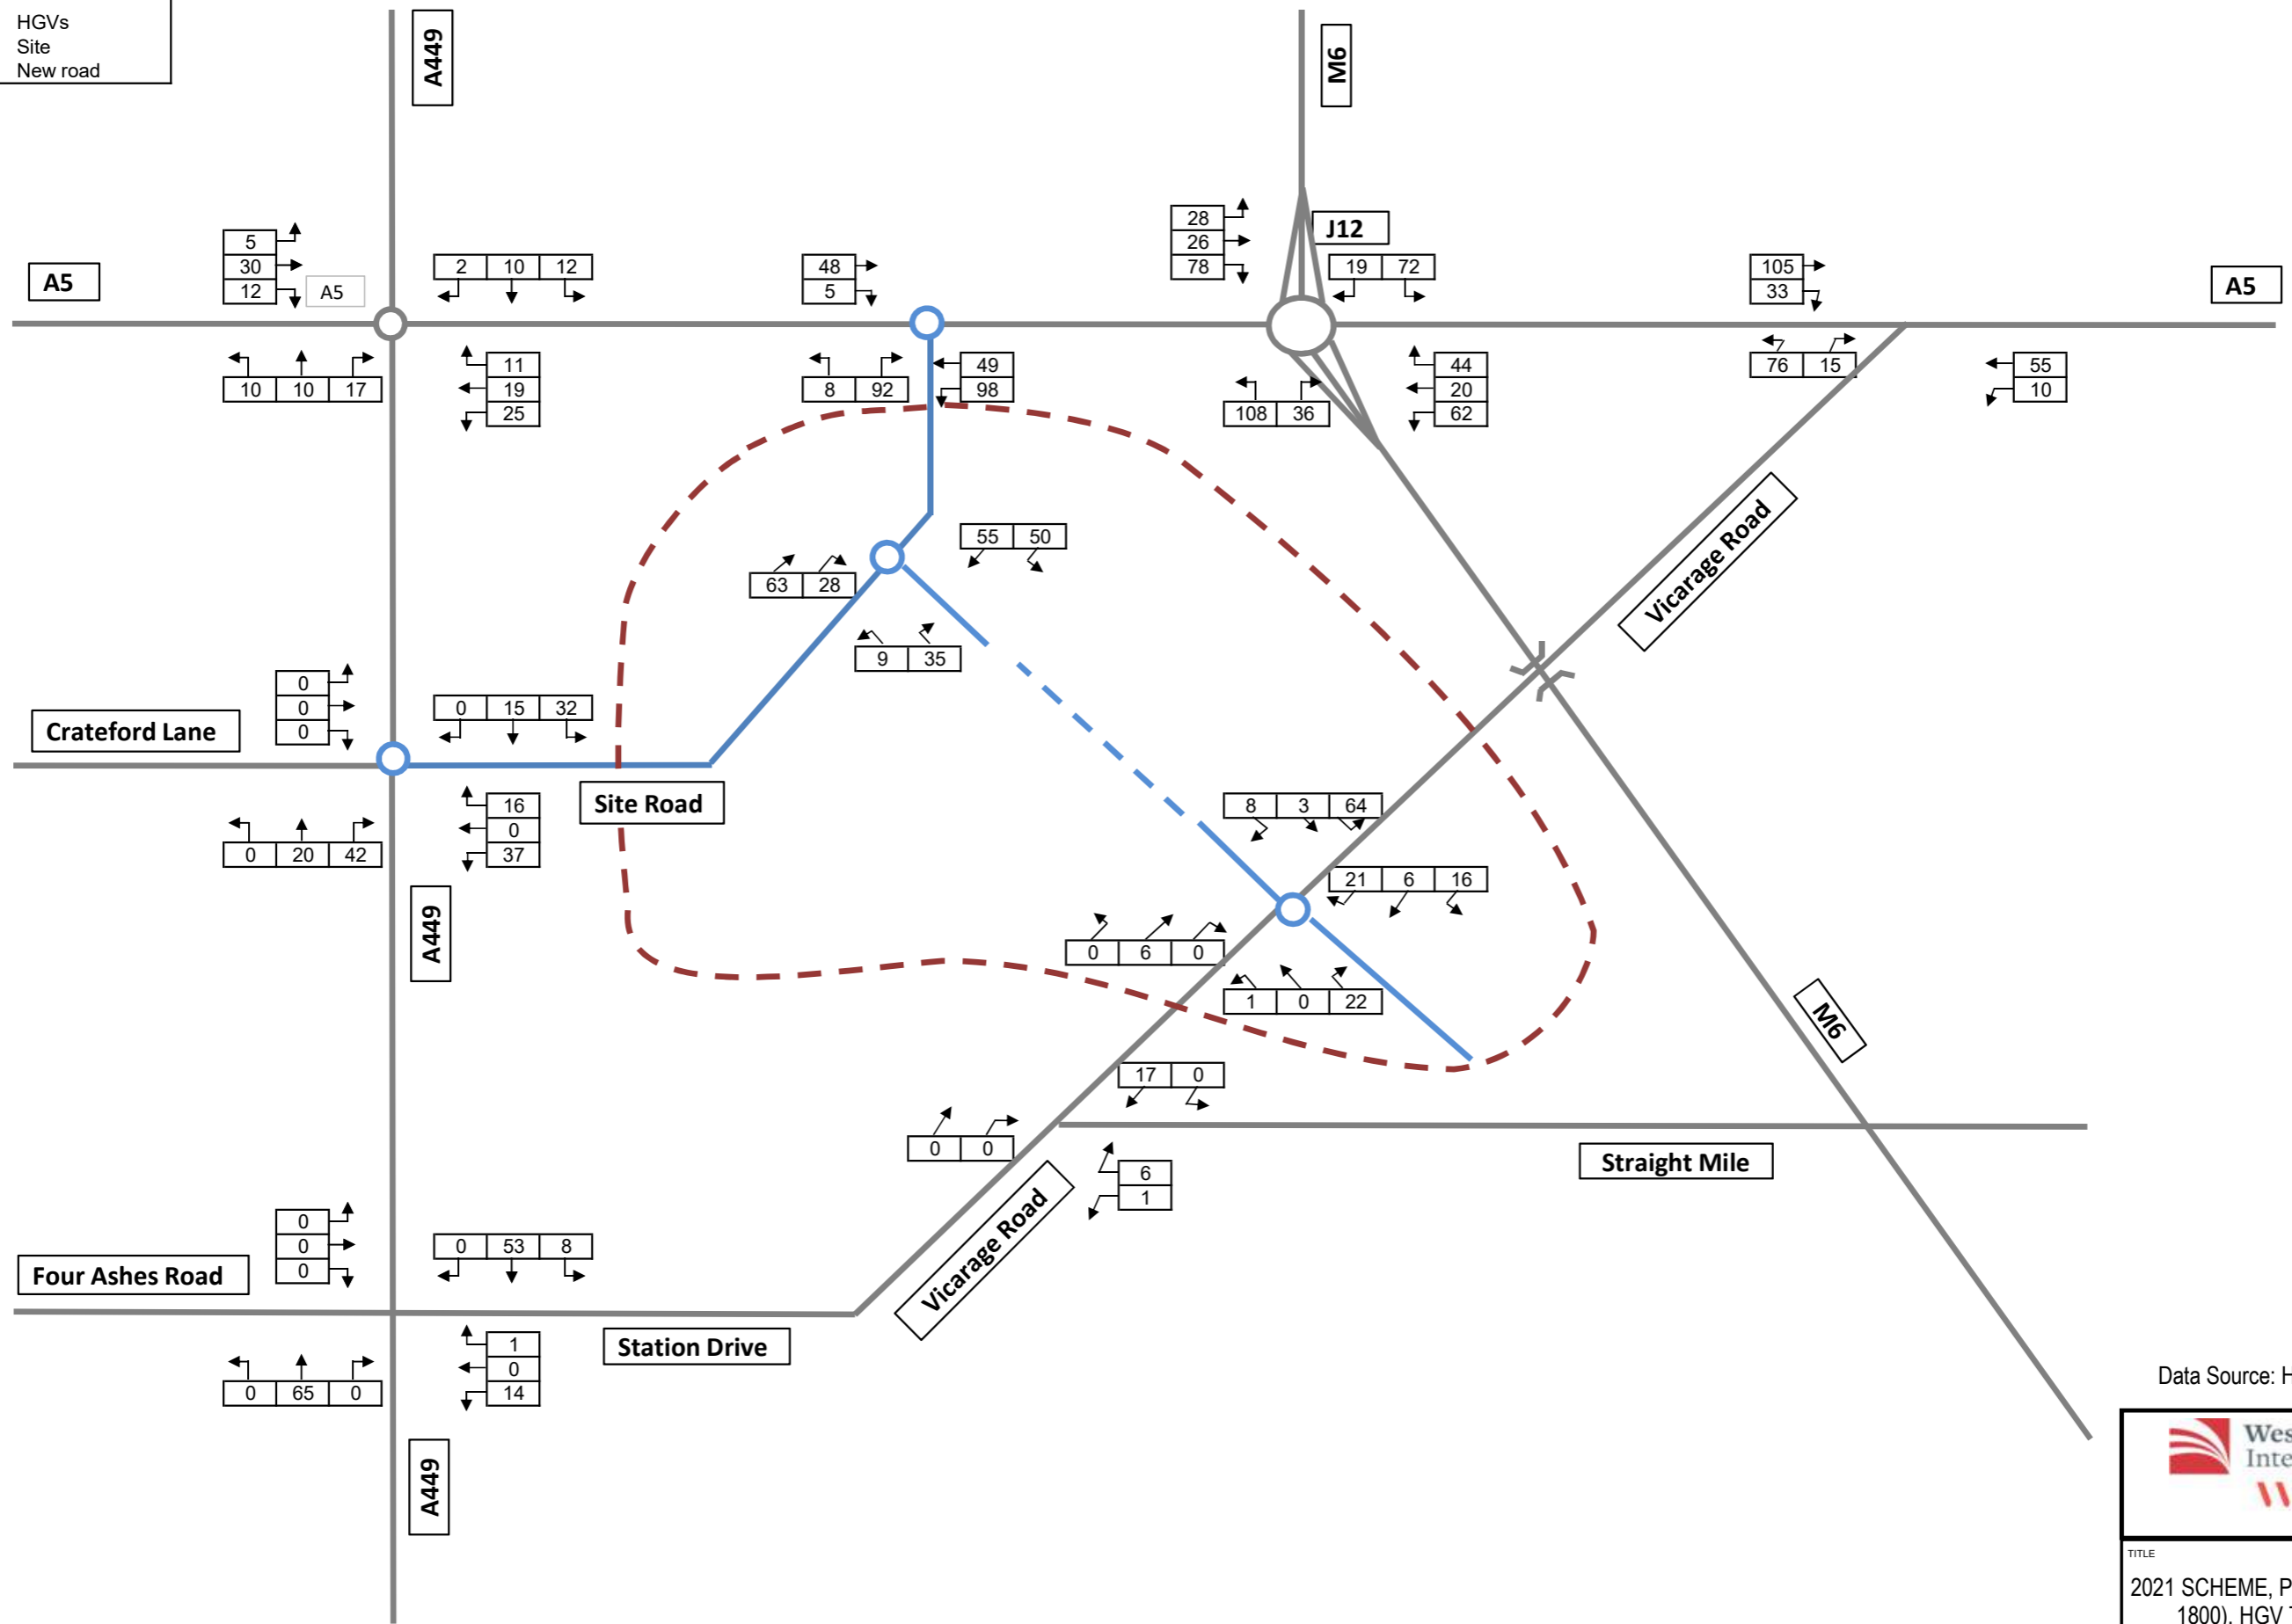 HGVs
Site
New road
A449
M6
J12
A5
A5
A5
5
30
12
2 10 12
48
5
28
26
78
19 72
105
33
10 10 17
11
19
25
8 92
49
98
108 36
44
20
62
76 15
55
10
Vicarage Road
55 50
63 28
9 35
Crateford Lane
0
0
0
0 15 32
Site Road
0 20 42
16
0
37
A449
8 3 64
21 6 16
0 6 0
1 0 22
M6
17 0
0 0
6
1
Straight Mile
Vicarage Road
Four Ashes Road
0
0
0
0 53 8
Station Drive
0 65 0
1
0
14
A449
Data Source: H
Wes
Inte
TITLE
2021 SCHEME, P
1800), HGV T